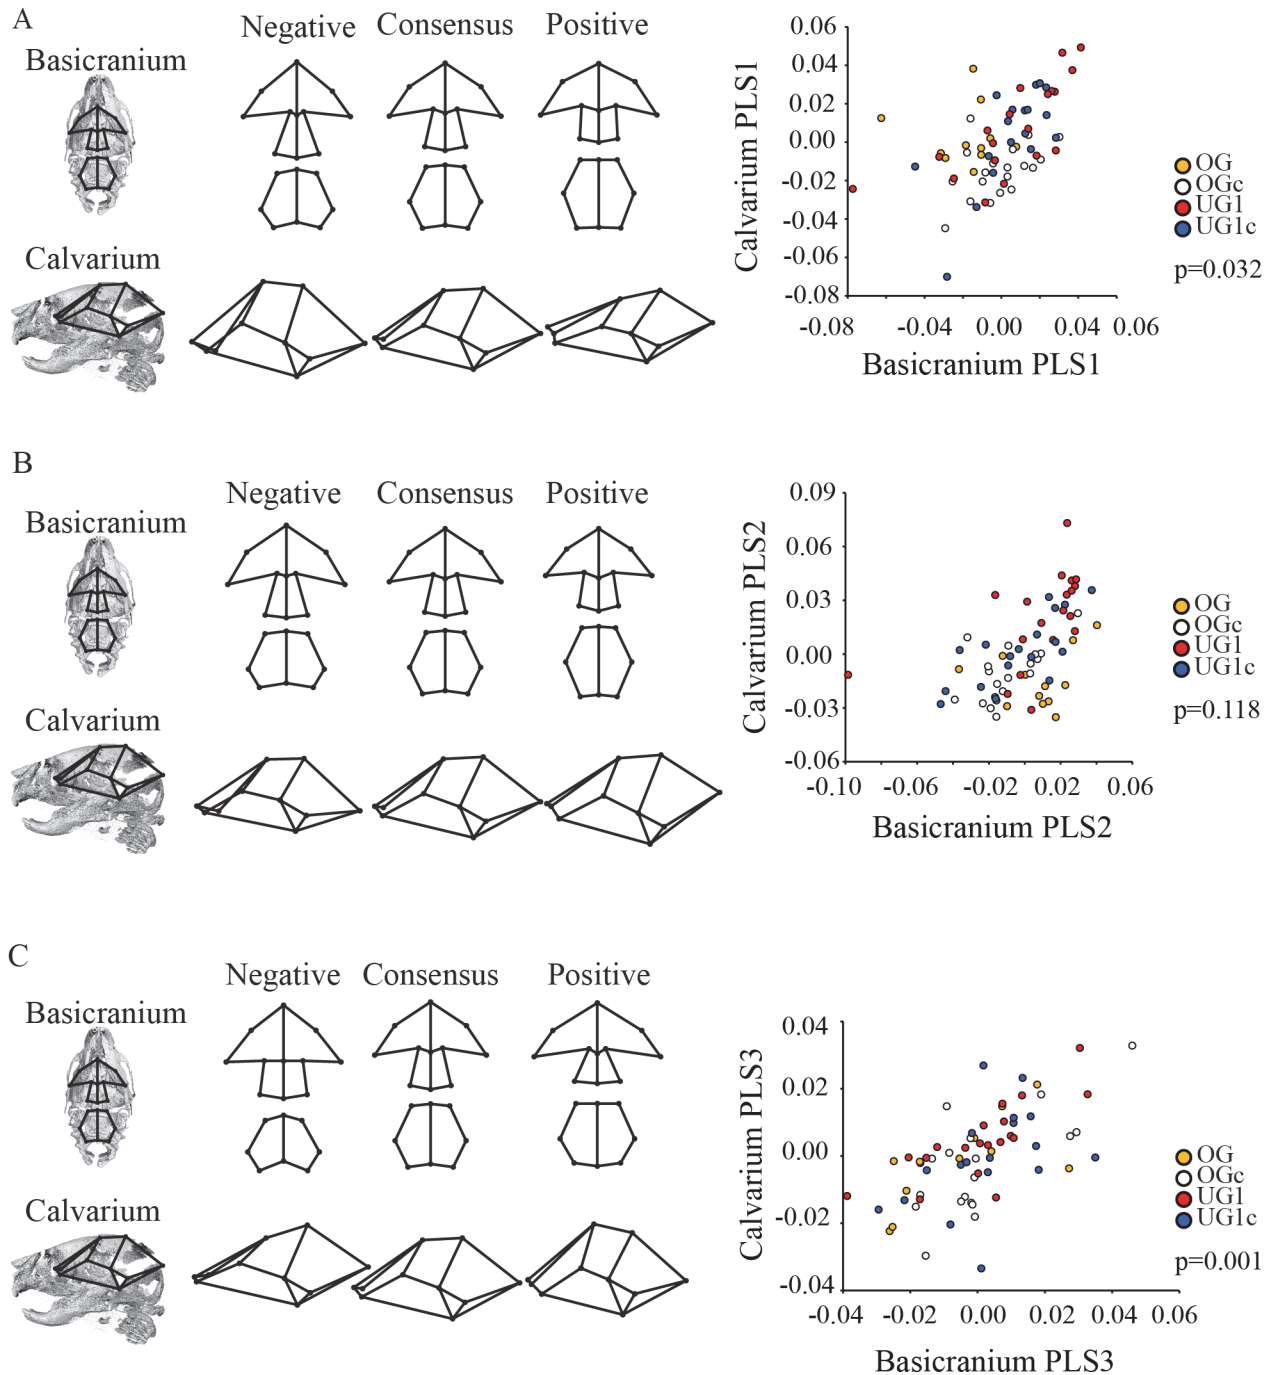 A
Negative Consensus Positive
Basicranium
Calvarium
Calvarium PLS1
0.06
0.04
0.02
0.00
-0.02
-0.04
-0.06
-0.08
-0.08 -0.04 0.00 0.04 0.06
Basicranium PLS1
OG
OGc
UG1
UG1c
p=0.032
B
Negative Consensus Positive
Basicranium
Calvarium
Calvarium PLS2
0.09
0.06
0.03
0.00
-0.03
-0.06
-0.10 -0.06 -0.02 0.02 0.06
Basicranium PLS2
OG
OGc
UG1
UG1c
p=0.118
C
Negative Consensus Positive
Basicranium
Calvarium
Calvarium PLS3
0.04
0.02
0.00
-0.02
-0.04
-0.04 -0.02 0.00 0.02 0.04 0.06
Basicranium PLS3
OG
OGc
UG1
UG1c
p=0.001